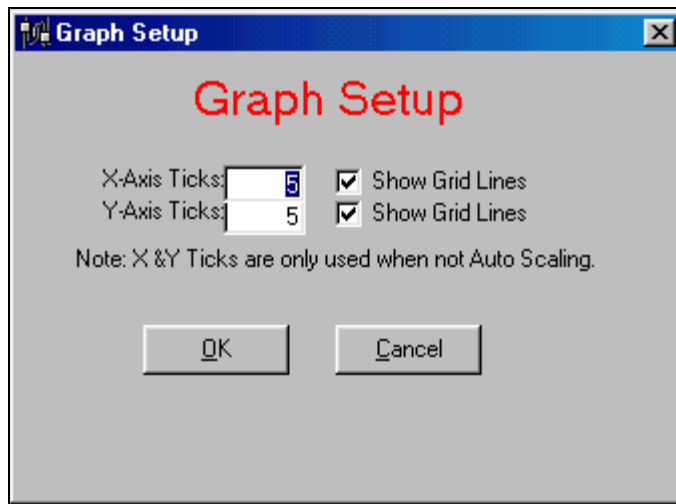 Graph Setup
Graph Setup
X-Axis Ticks: 5 Show Grid Lines
Y-Axis Ticks: 5 Show Grid Lines
Note: X &Y Ticks are only used when not Auto Scaling.
OK Cancel